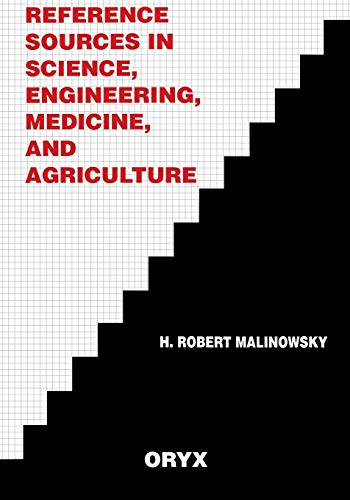 REFERENCE
SOURCES IN
SCIENCE,
ENGINEERING,
MEDICINE,
AND
AGRICULTURE
H. ROBERT MALINOWSKY
ORYX